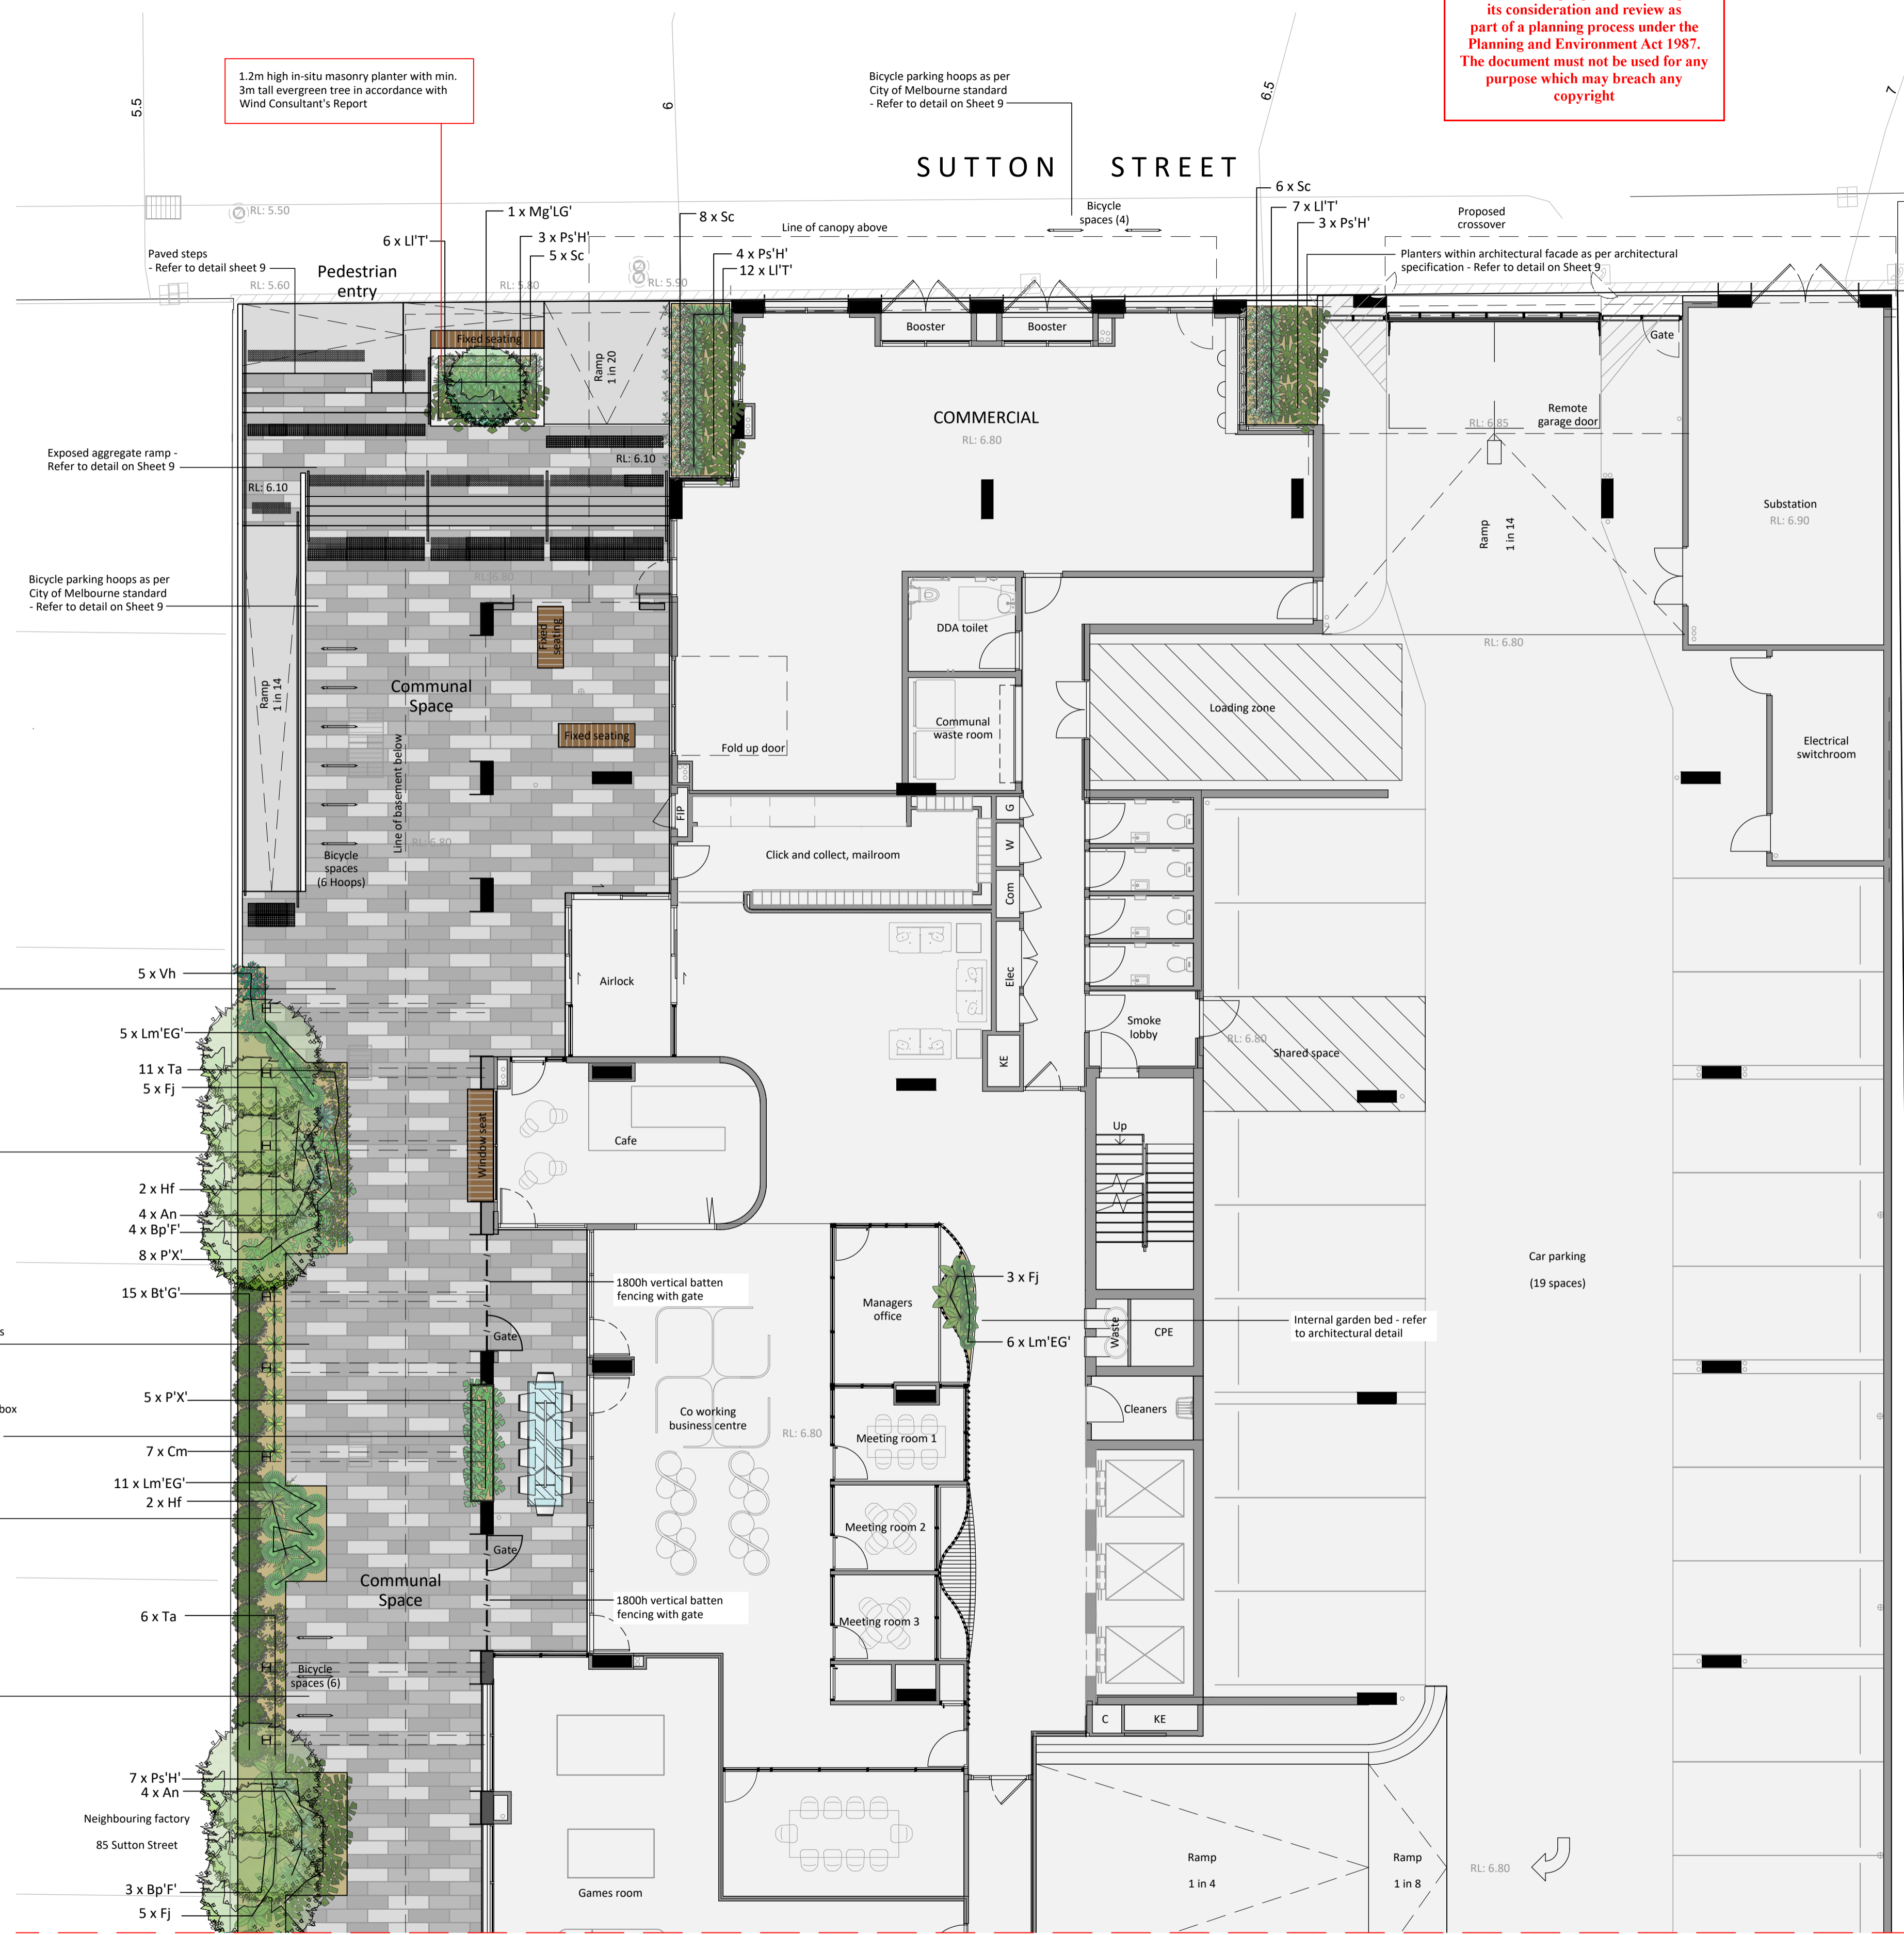 its consideration and review as
part of a planning process under the
Planning and Environment Act 1987.
The document must not be used for any
purpose which may breach any
copyright
1.2m high in-situ masonry planter with min.
3m tall evergreen tree in accordance with
Wind Consultant's Report
Bicycle parking hoops as per
City of Melbourne standard
- Refer to detail on Sheet 9
5.5
6
6.5
7
SUTTON STREET
RL: 5.50
1 x Mg'LG'
6 x Ll'T'
3 x Ps'H'
5 x Sc
8 x Sc
4 x Ps'H'
12 x Ll'T'
Line of canopy above
Bicycle
spaces (4)
6 x Sc
7 x Ll'T'
3 x Ps'H'
Proposed
crossover
Planters within architectural facade as per architectural
specification - Refer to detail on Sheet 9
Paved steps
- Refer to detail sheet 9
Pedestrian
entry
RL: 5.60
RL: 5.80
RL: 5.90
Fixed seating
Ramp
1 in 20
Booster
Booster
Gate
COMMERCIAL
RL: 6.80
Remote
garage door
RL: 6.85
Exposed aggregate ramp -
Refer to detail on Sheet 9
RL: 6.10
RL: 6.10
Substation
RL: 6.90
Ramp
1 in 14
Bicycle parking hoops as per
City of Melbourne standard
- Refer to detail on Sheet 9
RL: 6.80
Fixed
seating
DDA toilet
RL: 6.80
Ramp
1 in 14
Communal
Space
Fixed seating
Fold up door
Communal
waste room
Loading zone
Electrical
switchroom
Line of basement below
RL: 6.80
Bicycle
spaces
(6 Hoops)
FIP
Click and collect, mailroom
G
W
Com
Elec
KE
Airlock
Smoke
lobby
RL: 6.80
Shared space
5 x Vh
5 x Lm'EG'
11 x Ta
5 x Fj
2 x Hf
4 x An
4 x Bp'F'
8 x P'X'
15 x Bt'G'
Window seat
Cafe
Up
Car parking
(19 spaces)
1800h vertical batten
fencing with gate
Managers
office
3 x Fj
6 x Lm'EG'
Internal garden bed - refer
to architectural detail
Waste
CPE
Gate
s
5 x P'X'
box
7 x Cm
11 x Lm'EG'
2 x Hf
Co working
business centre
RL: 6.80
Meeting room 1
Cleaners
Meeting room 2
Gate
Communal
Space
1800h vertical batten
fencing with gate
Meeting room 3
6 x Ta
Bicycle
spaces (6)
C
KE
7 x Ps'H'
4 x An
Neighbouring factory
85 Sutton Street
3 x Bp'F'
5 x Fj
Games room
Ramp
1 in 4
Ramp
1 in 8
RL: 6.80